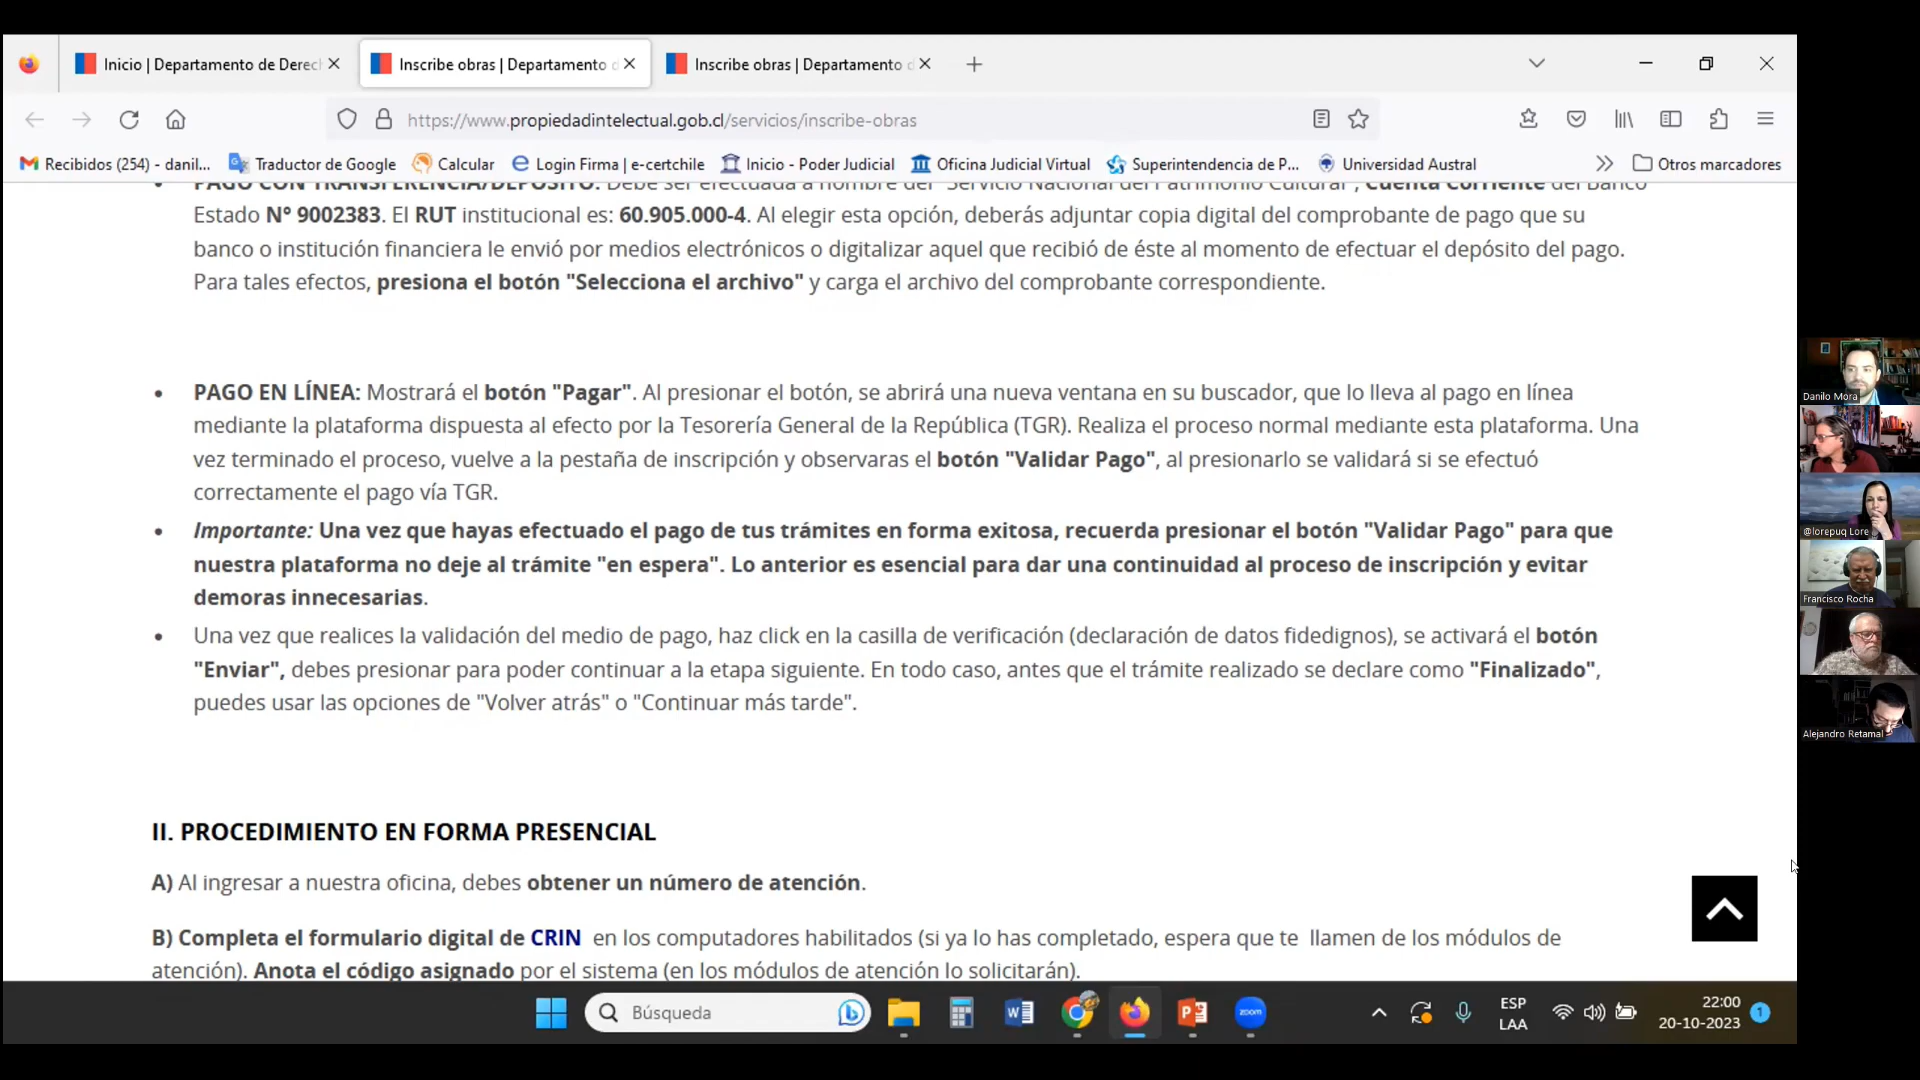 Inicio | Departamento de Derec
Inscribe obras | Departamento d
Inscribe obras | Departamento d
https://www.propiedadintelectual.gob.cl/servicios/inscribe-obras
Recibidos (254) - danil...
Traductor de Google
Calcular
Login Firma | e-certchile
Inicio - Poder Judicial
Oficina Judicial Virtual
Superintendencia de P...
Universidad Austral
Otros marcadores
PAGO CON TRANSFERENCIA/DEPÓSITO: Debe ser efectuada a nombre del "Servicio Nacional del Patrimonio Cultural", Cuenta Corriente del Banco
Estado N° 9002383. El RUT institucional es: 60.905.000-4. Al elegir esta opción, deberás adjuntar copia digital del comprobante de pago que su
banco o institución financiera le envió por medios electrónicos o digitalizar aquel que recibió de éste al momento de efectuar el depósito del pago.
Para tales efectos, presiona el botón "Selecciona el archivo" y carga el archivo del comprobante correspondiente.
• PAGO EN LÍNEA: Mostrará el botón "Pagar". Al presionar el botón, se abrirá una nueva ventana en su buscador, que lo lleva al pago en línea
mediante la plataforma dispuesta al efecto por la Tesorería General de la República (TGR). Realiza el proceso normal mediante esta plataforma. Una
vez terminado el proceso, vuelve a la pestaña de inscripción y observaras el botón "Validar Pago", al presionarlo se validará si se efectuó
correctamente el pago vía TGR.
• Importante: Una vez que hayas efectuado el pago de tus trámites en forma exitosa, recuerda presionar el botón "Validar Pago" para que
nuestra plataforma no deje al trámite "en espera". Lo anterior es esencial para dar una continuidad al proceso de inscripción y evitar
demoras innecesarias.
• Una vez que realices la validación del medio de pago, haz click en la casilla de verificación (declaración de datos fidedignos), se activará el botón
"Enviar", debes presionar para poder continuar a la etapa siguiente. En todo caso, antes que el trámite realizado se declare como "Finalizado",
puedes usar las opciones de "Volver atrás" o "Continuar más tarde".
II. PROCEDIMIENTO EN FORMA PRESENCIAL
A) Al ingresar a nuestra oficina, debes obtener un número de atención.
B) Completa el formulario digital de CRIN en los computadores habilitados (si ya lo has completado, espera que te llamen de los módulos de
atención). Anota el código asignado por el sistema (en los módulos de atención lo solicitarán).
Danilo Mora
@lorepuq Lore
Francisco Rocha
Alejandro Retamal
Búsqueda
zoom
ESP
LAA
22:00
20-10-2023
1